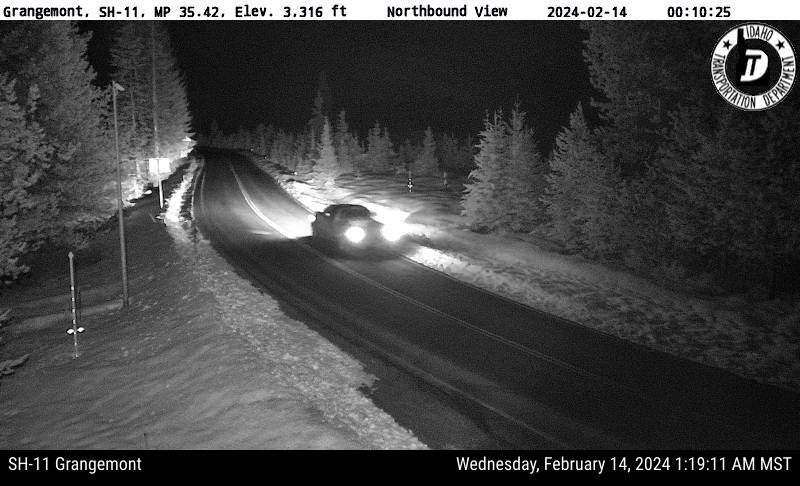 Grangemont, SH-11, MP 35.42, Elev. 3,316 ft Northbound View 2024-02-14 00:10:25
IDAHO
TRANSPORTATION DEPARTMENT
SH-11 Grangemont Wednesday, February 14, 2024 1:19:11 AM MST